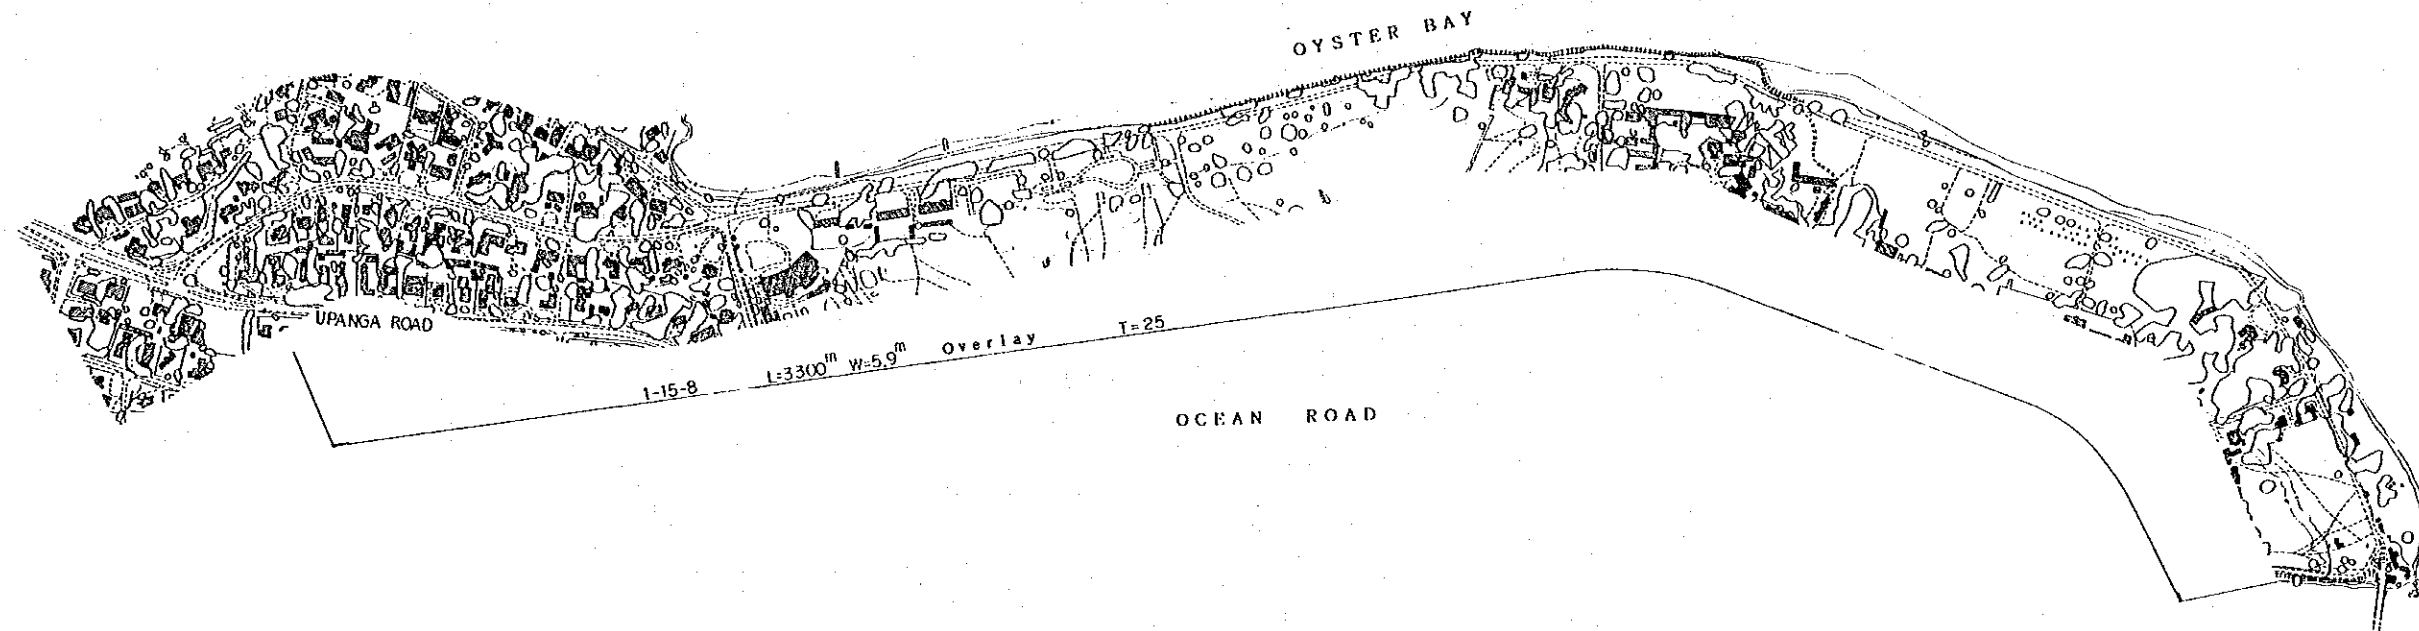 OYSTER BAY
UPANGA ROAD
1-15-8 L=3300m W=5.9m Overlay T=25
OCEAN ROAD